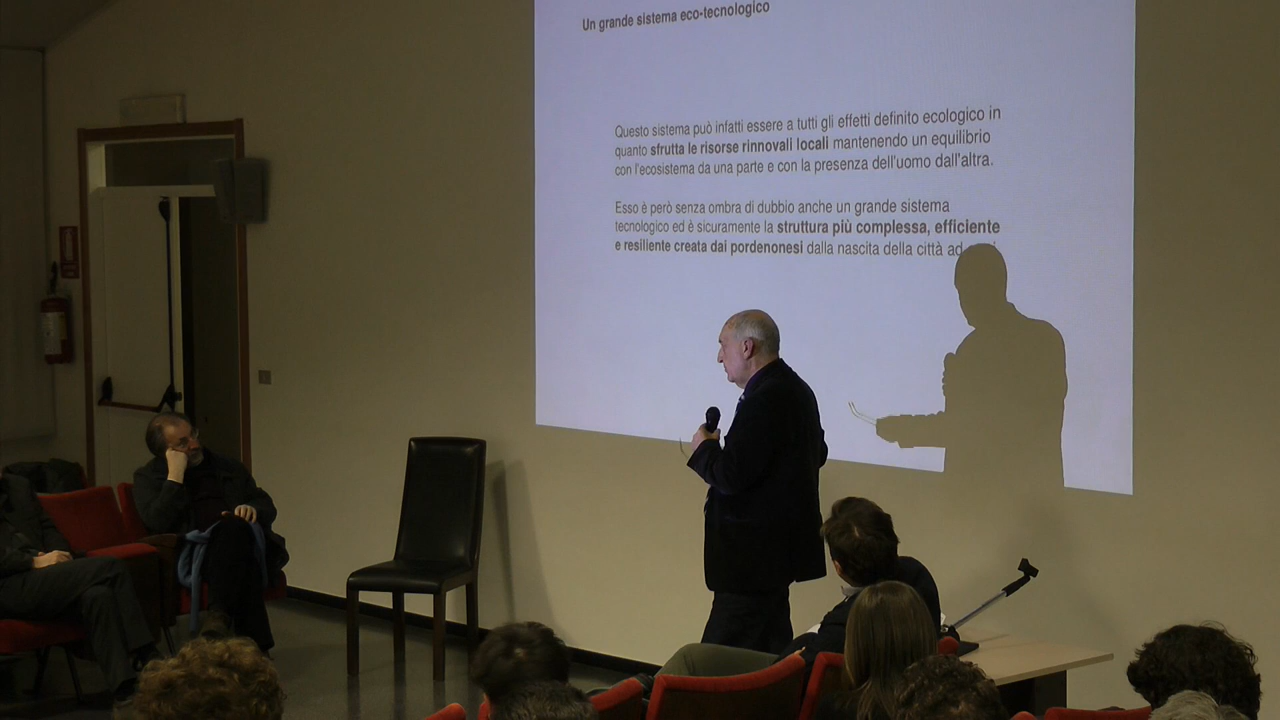 Un grande sistema eco-tecnologico
Questo sistema può infatti essere a tutti gli effetti definito ecologico in
quanto sfrutta le risorse rinnovali locali mantenendo un equilibrio
con l'ecosistema da una parte e con la presenza dell'uomo dall'altra.
Esso è però senza ombra di dubbio anche un grande sistema
tecnologico ed è sicuramente la struttura più complessa, efficiente
e resiliente creata dai pordenonesi dalla nascita della città ad